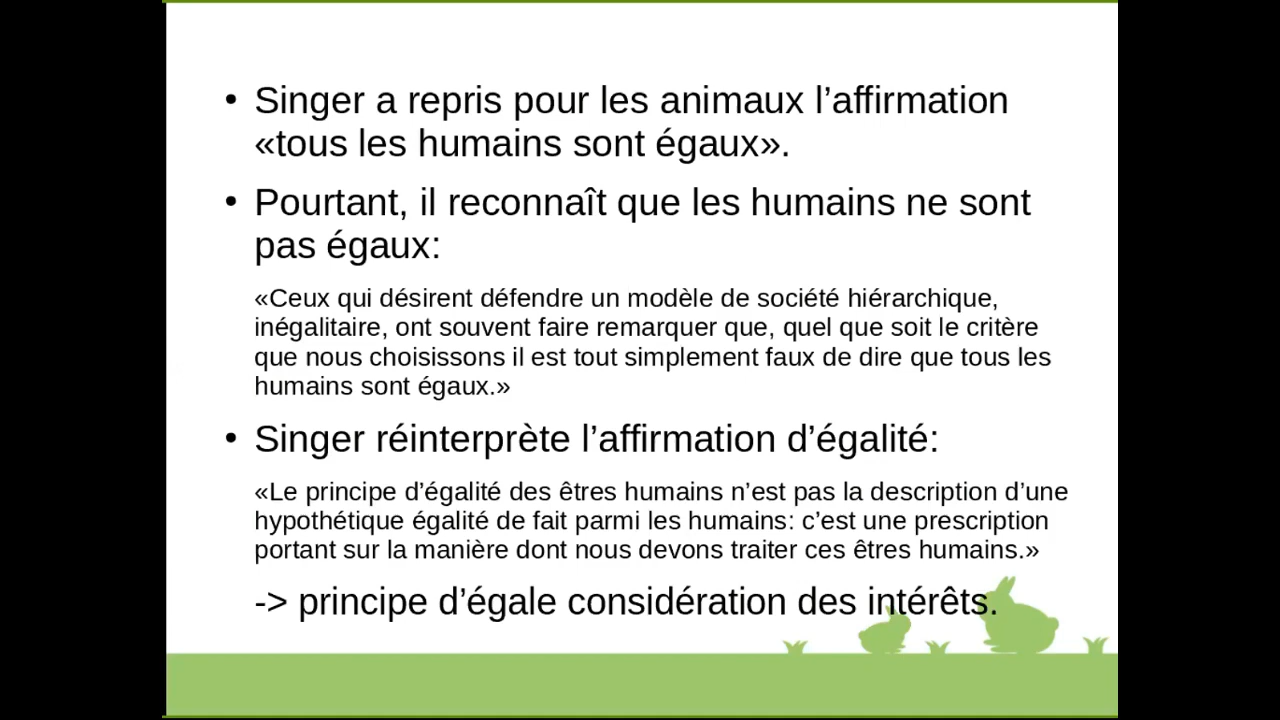 • Singer a repris pour les animaux l’affirmation
«tous les humains sont égaux».
• Pourtant, il reconnaît que les humains ne sont
pas égaux:
«Ceux qui désirent défendre un modèle de société hiérarchique,
inégalitaire, ont souvent faire remarquer que, quel que soit le critère
que nous choisissons il est tout simplement faux de dire que tous les
humains sont égaux.»
• Singer réinterprète l’affirmation d’égalité:
«Le principe d’égalité des êtres humains n’est pas la description d’une
hypothétique égalité de fait parmi les humains: c’est une prescription
portant sur la manière dont nous devons traiter ces êtres humains.»
-> principe d’égale considération des intérêts.